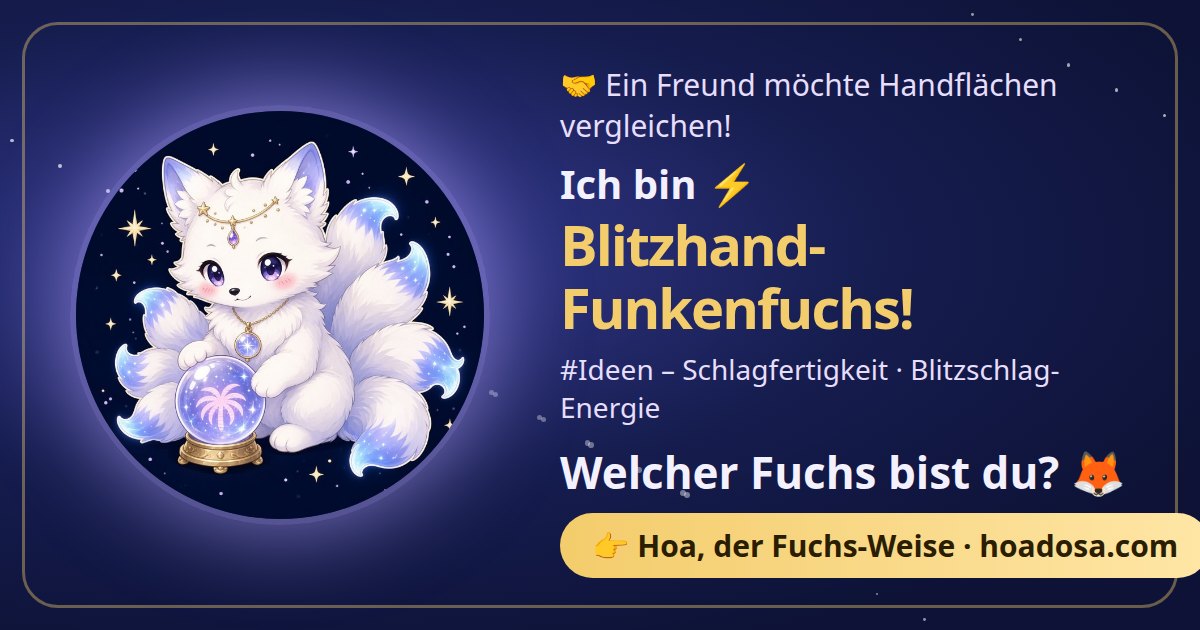 🤝 Ein Freund möchte Handflächen
vergleichen!
Ich bin ⚡
Blitzhand-
Funkenfuchs!
#Ideen – Schlagfertigkeit · Blitzschlag-
Energie
Welcher Fuchs bist du? 🦊
👉 Hoa, der Fuchs-Weise · hoadosa.com